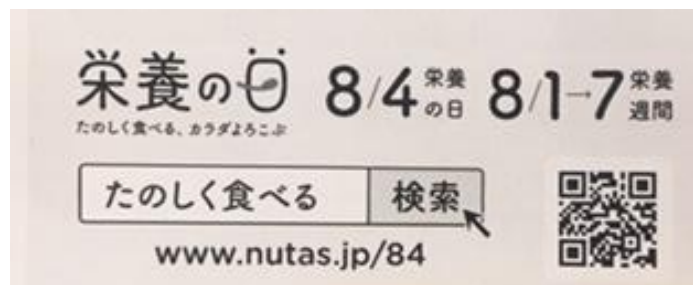 栄養の日 8/4 栄養の日 8/1→7 栄養週間
たのしく食べる、カラダよろこぶ
たのしく食べる 検索
www.nutas.jp/84